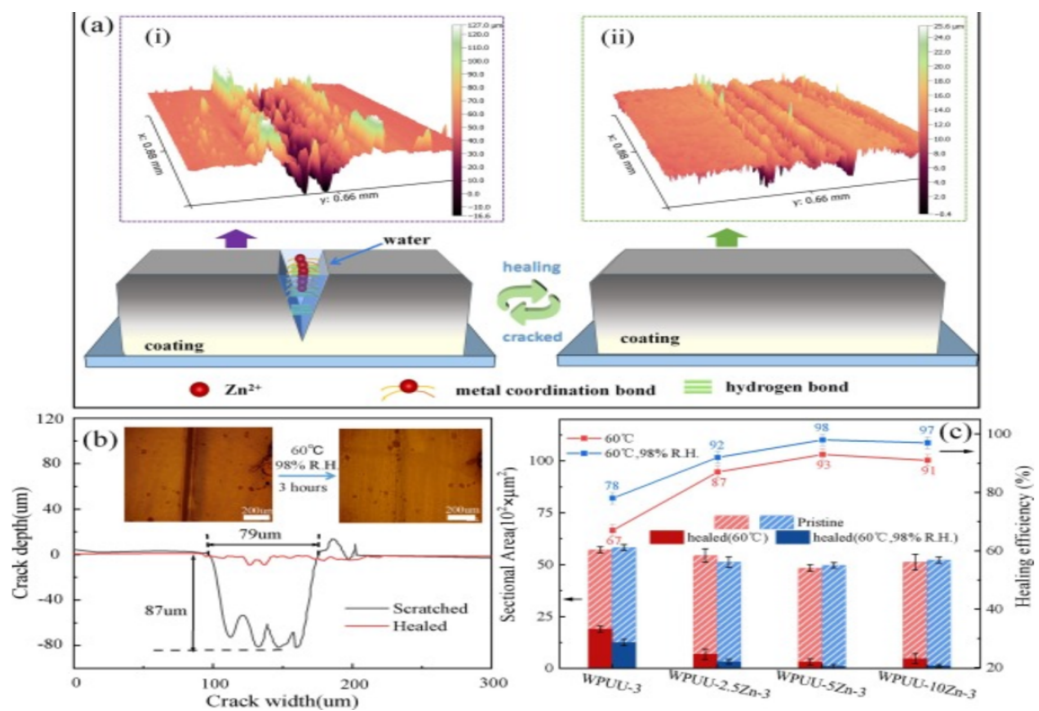 (a)
(i)
127.0 μm
120.0
110.0
100.0
90.0
80.0
70.0
60.0
50.0
40.0
30.0
20.0
10.0
0.0
-10.0
-16.6
x: 0.88 mm
y: 0.66 mm
(ii)
25.6 μm
24.0
22.0
20.0
18.0
16.0
14.0
12.0
10.0
8.0
6.0
4.0
2.0
x: 0.88 mm
y: 0.66 mm
water
coating
healing
cracked
coating
Zn²⁺
metal coordination bond
hydrogen bond
(b)
Crack depth(um)
120
80
40
0
-40
-80
60℃
98% R.H.
3 hours
200um
200um
79um
87um
Scratched
Healed
0
100
200
300
Crack width(um)
(c)
Sectional Area(10²×μm²)
100
75
50
25
0
60℃
60℃,98% R.H.
78
92
98
97
67
87
93
91
Pristine
healed(60℃)
healed(60℃,98% R.H.)
WPUU-3
WPUU-2.5Zn-3
WPUU-5Zn-3
WPUU-10Zn-3
100
80
60
40
20
Healing efficiency (%)